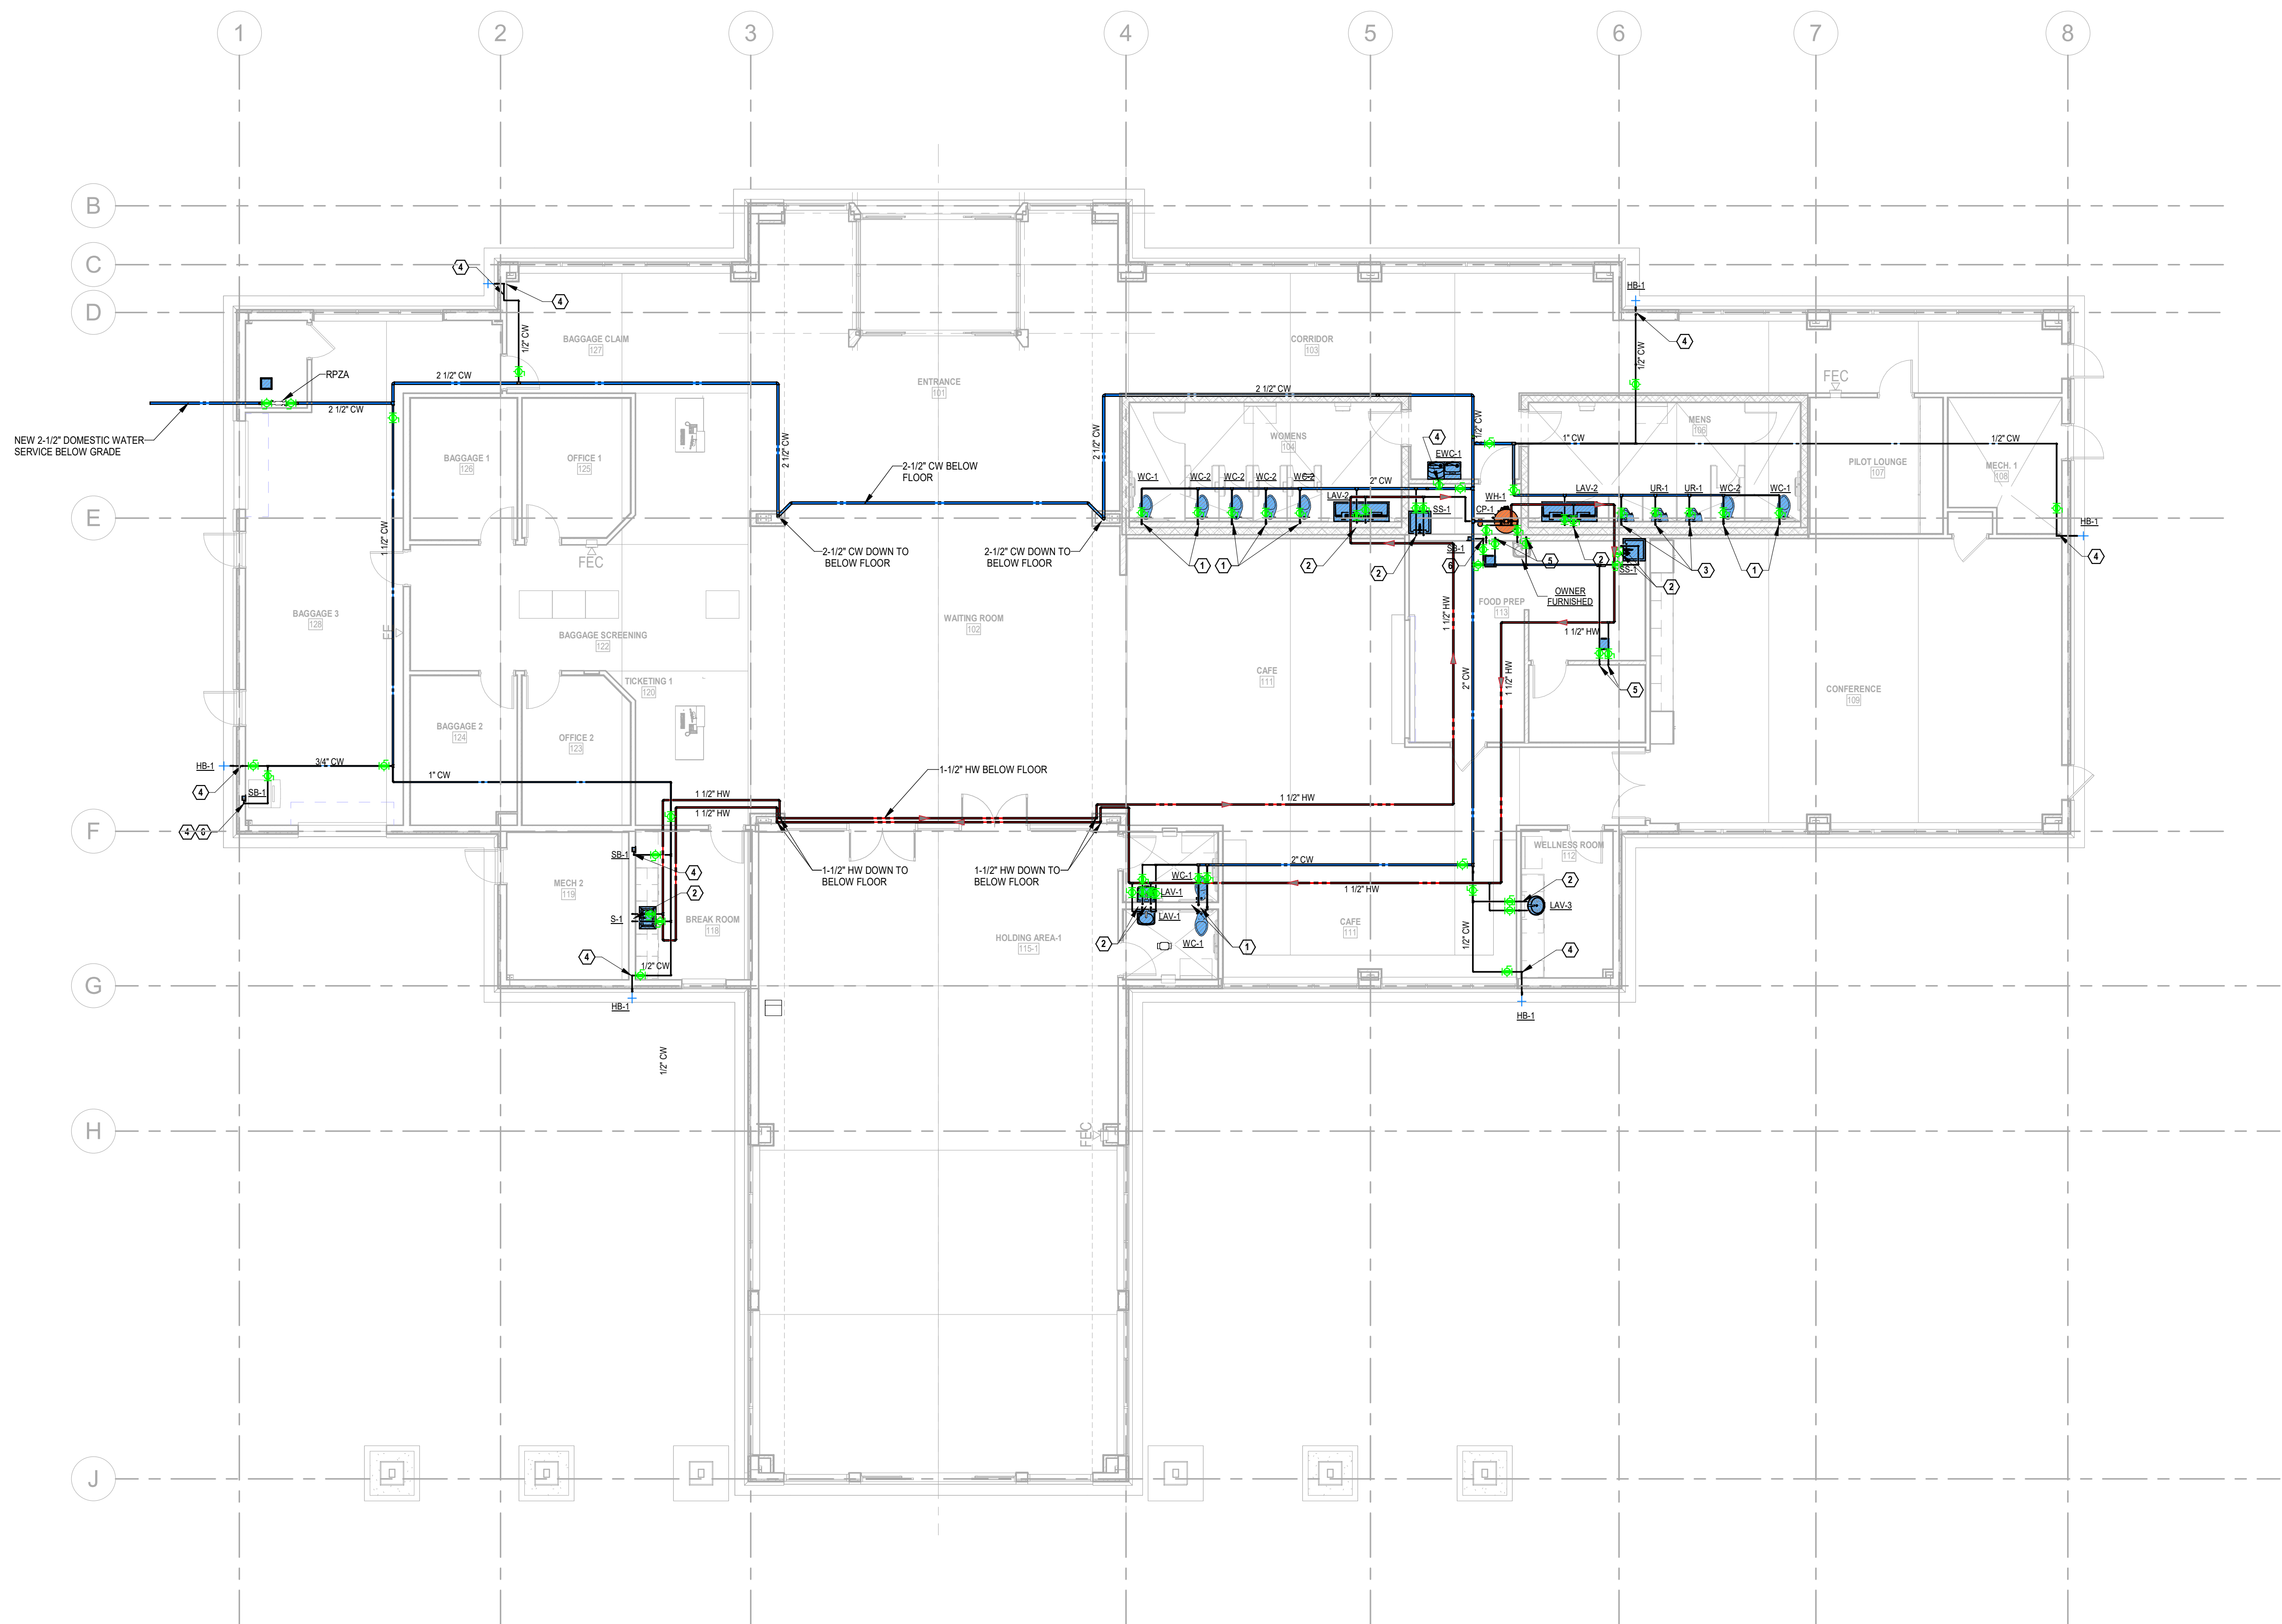 1
2
3
4
5
6
7
8
B
C
4
D
4
HB-1
4
1/2" CW
1/2" CW
BAGGAGE CLAIM
127
CORRIDOR
103
RPZA
2 1/2" CW
ENTRANCE
101
2 1/2" CW
FEC
2 1/2" CW
NEW 2-1/2" DOMESTIC WATER
SERVICE BELOW GRADE
1/2" CW
MENS
106
WOMENS
104
4
EWC-1
1" CW
1/2" CW
2 1/2" CW
2 1/2" CW
BAGGAGE 1
126
OFFICE 1
125
2-1/2" CW BELOW
FLOOR
PILOT LOUNGE
107
MECH. 1
108
WC-1
WC-2
WC-2
WC-2
WC-2
2" CW
LAV-2
WH-1
LAV-2
UR-1
UR-1
WC-2
WC-1
SS-1
CP-1
E
HB-1
1 1/2" CW
2-1/2" CW DOWN TO
BELOW FLOOR
2-1/2" CW DOWN TO
BELOW FLOOR
SB-1
4
FEC
1
1
2
2
6
5
2
SS-1
3
1
2
OWNER
FURNISHED
FOOD PREP
113
BAGGAGE 3
128
WAITING ROOM
102
1 1/2" HW
1 1/2" HW
BAGGAGE SCREENING
122
CAFE
111
2" CW
1 1/2" HW
TICKETING 1
120
5
CONFERENCE
109
BAGGAGE 2
124
OFFICE 2
123
HB-1
3/4" CW
1" CW
1-1/2" HW BELOW FLOOR
4
SB-1
1 1/2" HW
1 1/2" HW
1 1/2" HW
4
6
F
WELLNESS ROOM
112
SB-1
4
1-1/2" HW DOWN TO
BELOW FLOOR
1-1/2" HW DOWN TO
BELOW FLOOR
2" CW
WC-1
1 1/2" HW
2
MECH 2
119
2
LAV-1
LAV-3
S-1
BREAK ROOM
118
LAV-1
CAFE
111
HOLDING AREA-1
115-1
2
WC-1
1
1/2" CW
4
4
1/2" CW
G
HB-1
HB-1
1/2" CW
H
FEC
J